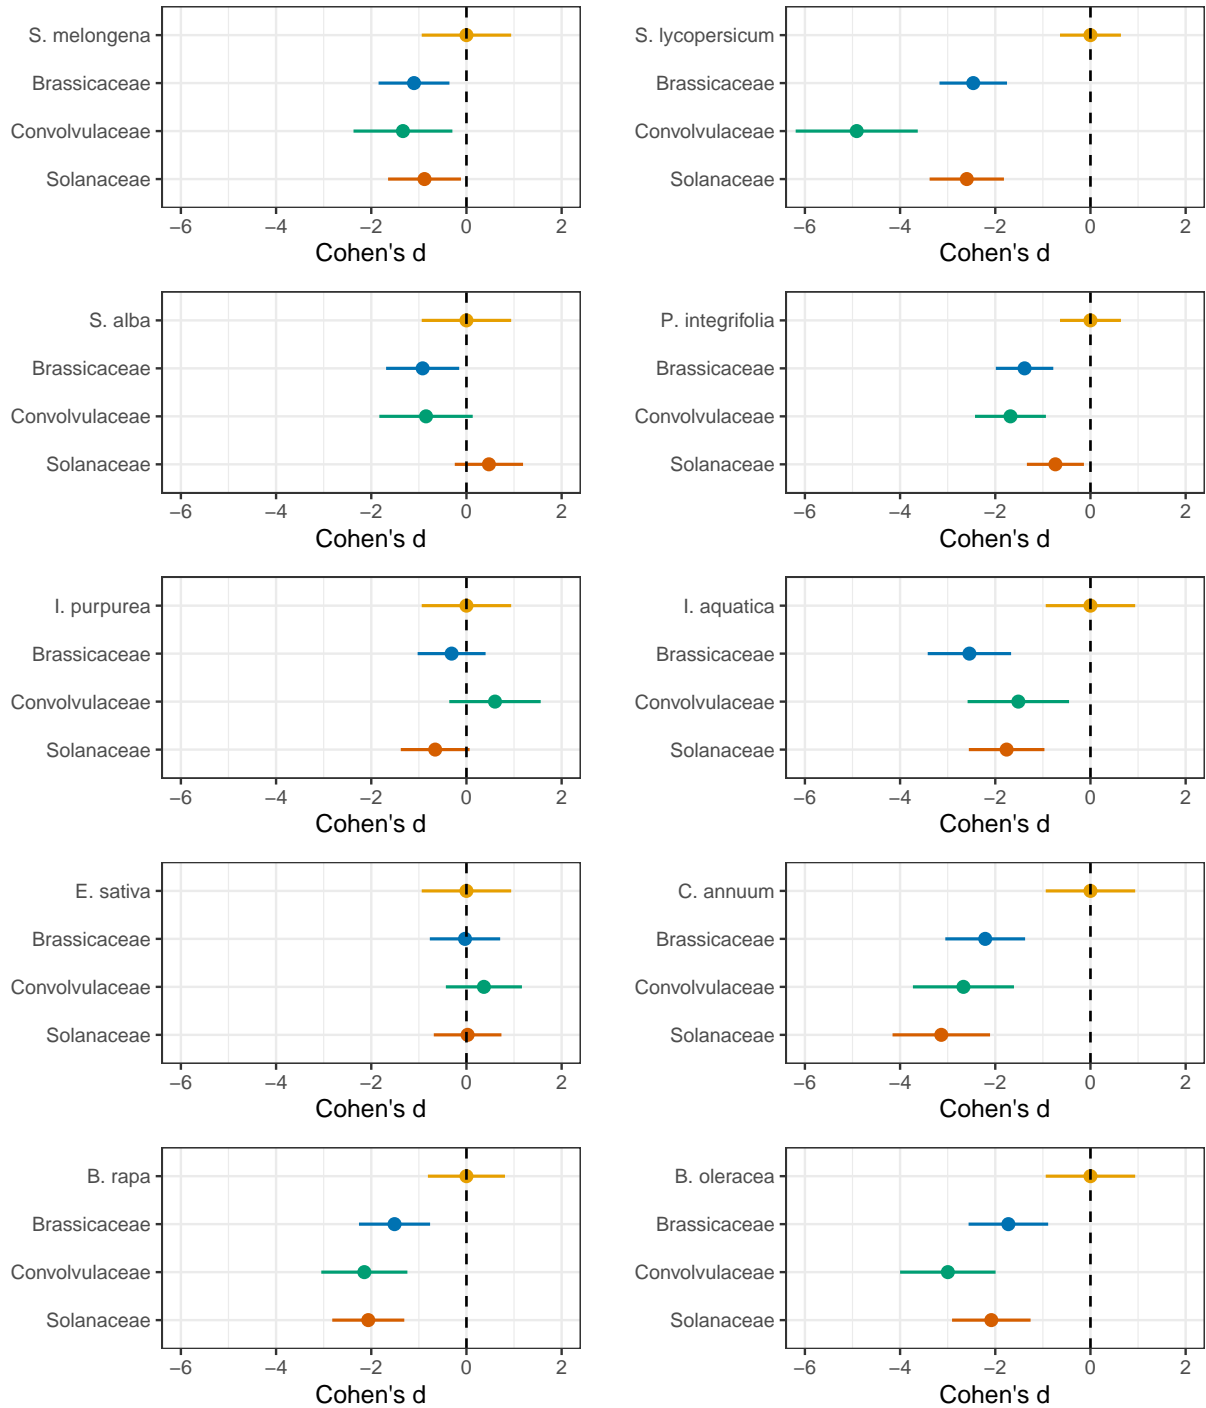 S. melongena
Brassicaceae
Convolvulaceae
Solanaceae
−6 −4 −2 0 2
Cohen's d
S. lycopersicum
Brassicaceae
Convolvulaceae
Solanaceae
−6 −4 −2 0 2
Cohen's d
S. alba
Brassicaceae
Convolvulaceae
Solanaceae
−6 −4 −2 0 2
Cohen's d
P. integrifolia
Brassicaceae
Convolvulaceae
Solanaceae
−6 −4 −2 0 2
Cohen's d
I. purpurea
Brassicaceae
Convolvulaceae
Solanaceae
−6 −4 −2 0 2
Cohen's d
I. aquatica
Brassicaceae
Convolvulaceae
Solanaceae
−6 −4 −2 0 2
Cohen's d
E. sativa
Brassicaceae
Convolvulaceae
Solanaceae
−6 −4 −2 0 2
Cohen's d
C. annuum
Brassicaceae
Convolvulaceae
Solanaceae
−6 −4 −2 0 2
Cohen's d
B. rapa
Brassicaceae
Convolvulaceae
Solanaceae
−6 −4 −2 0 2
Cohen's d
B. oleracea
Brassicaceae
Convolvulaceae
Solanaceae
−6 −4 −2 0 2
Cohen's d